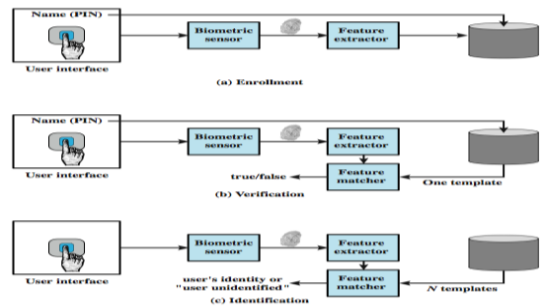 Name (PIN)
Biometric
sensor
Feature
extractor
User interface
(a) Enrollment
Name (PIN)
Biometric
sensor
Feature
extractor
User interface
true/false
Feature
matcher
One template
(b) Verification
Biometric
sensor
Feature
extractor
User interface
user's identity or
"user unidentified"
Feature
matcher
N templates
(c) Identification